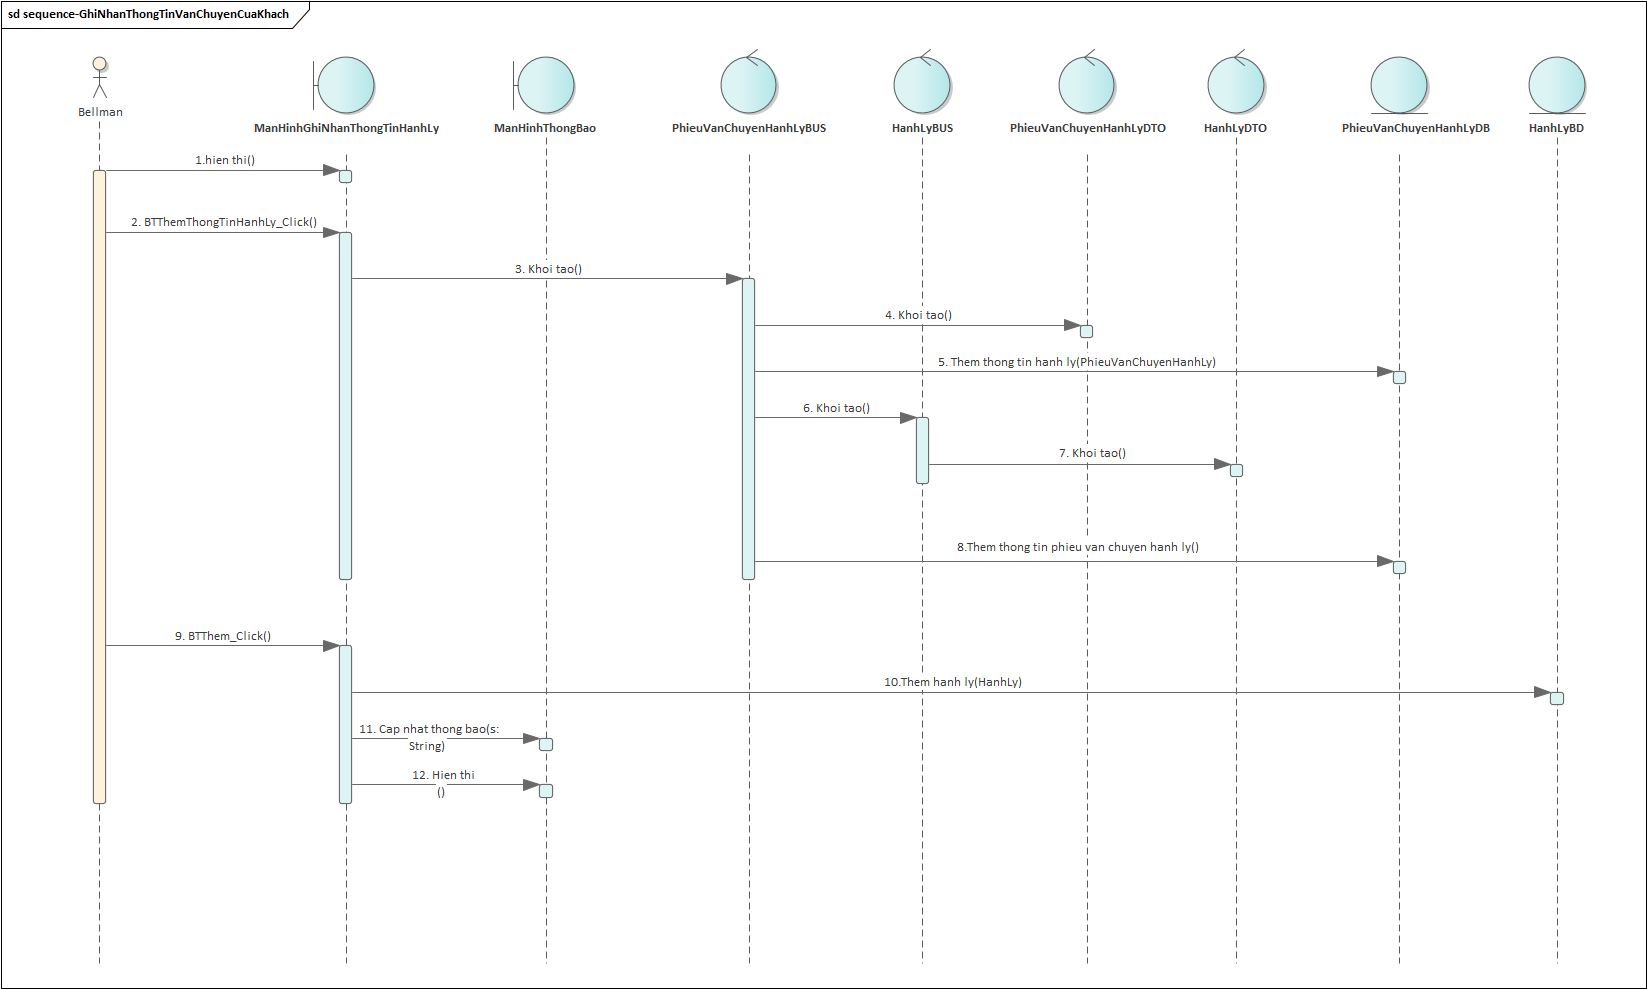 sd sequence-GhiNhanThongTinVanChuyenCuaKhach
Bellman
ManHinhGhiNhanThongTinHanhLy
ManHinhThongBao
PhieuVanChuyenHanhLyBUS
HanhLyBUS
PhieuVanChuyenHanhLyDTO
HanhLyDTO
PhieuVanChuyenHanhLyDB
HanhLyBD
1.hien thi()
2. BTThemThongTinHanhLy_Click()
3. Khoi tao()
4. Khoi tao()
5. Them thong tin hanh ly(PhieuVanChuyenHanhLy)
6. Khoi tao()
7. Khoi tao()
8.Them thong tin phieu van chuyen hanh ly()
9. BTThem_Click()
10.Them hanh ly(HanhLy)
11. Cap nhat thong bao(s:
String)
12. Hien thi
()